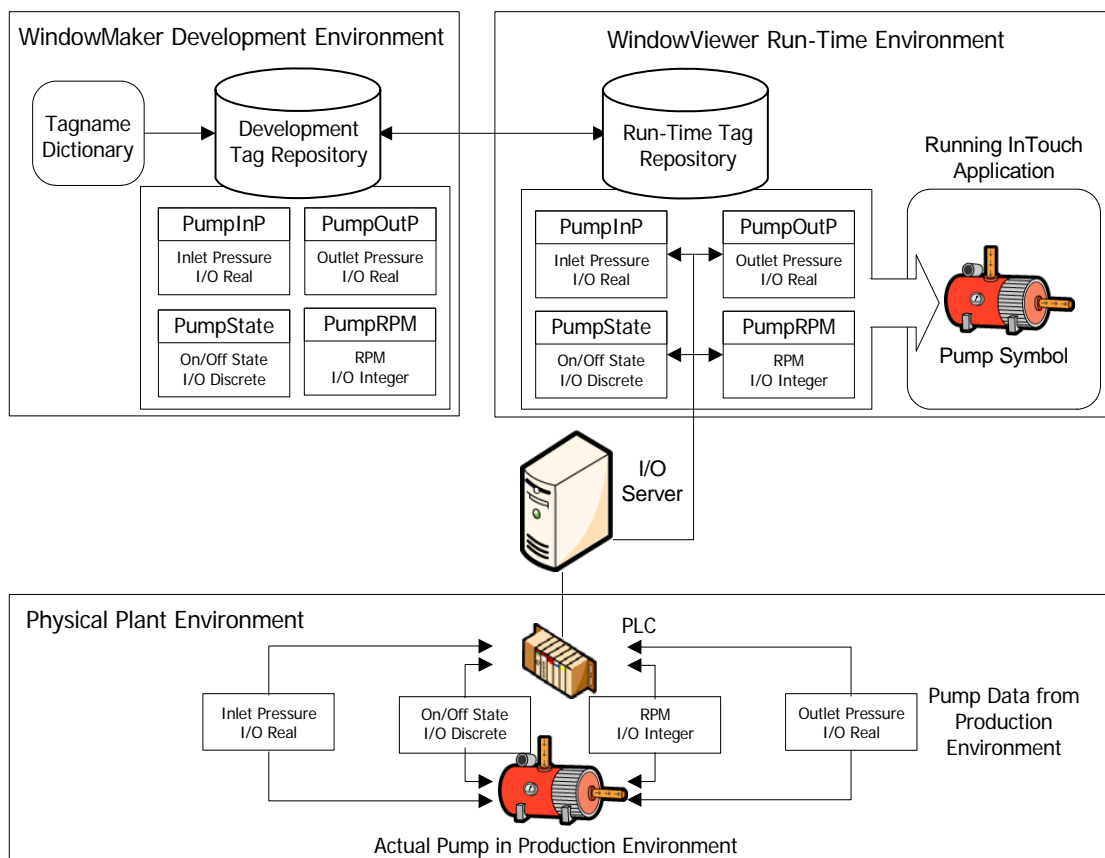 WindowMaker Development Environment
Tagname
Dictionary
Development
Tag Repository
PumpInP
Inlet Pressure
I/O Real
PumpOutP
Outlet Pressure
I/O Real
PumpState
On/Off State
I/O Discrete
PumpRPM
RPM
I/O Integer
WindowViewer Run-Time Environment
Run-Time Tag
Repository
PumpInP
Inlet Pressure
I/O Real
PumpOutP
Outlet Pressure
I/O Real
PumpState
On/Off State
I/O Discrete
PumpRPM
RPM
I/O Integer
Running InTouch
Application
Pump Symbol
I/O
Server
Physical Plant Environment
PLC
Inlet Pressure
I/O Real
On/Off State
I/O Discrete
RPM
I/O Integer
Outlet Pressure
I/O Real
Pump Data from
Production
Environment
Actual Pump in Production Environment